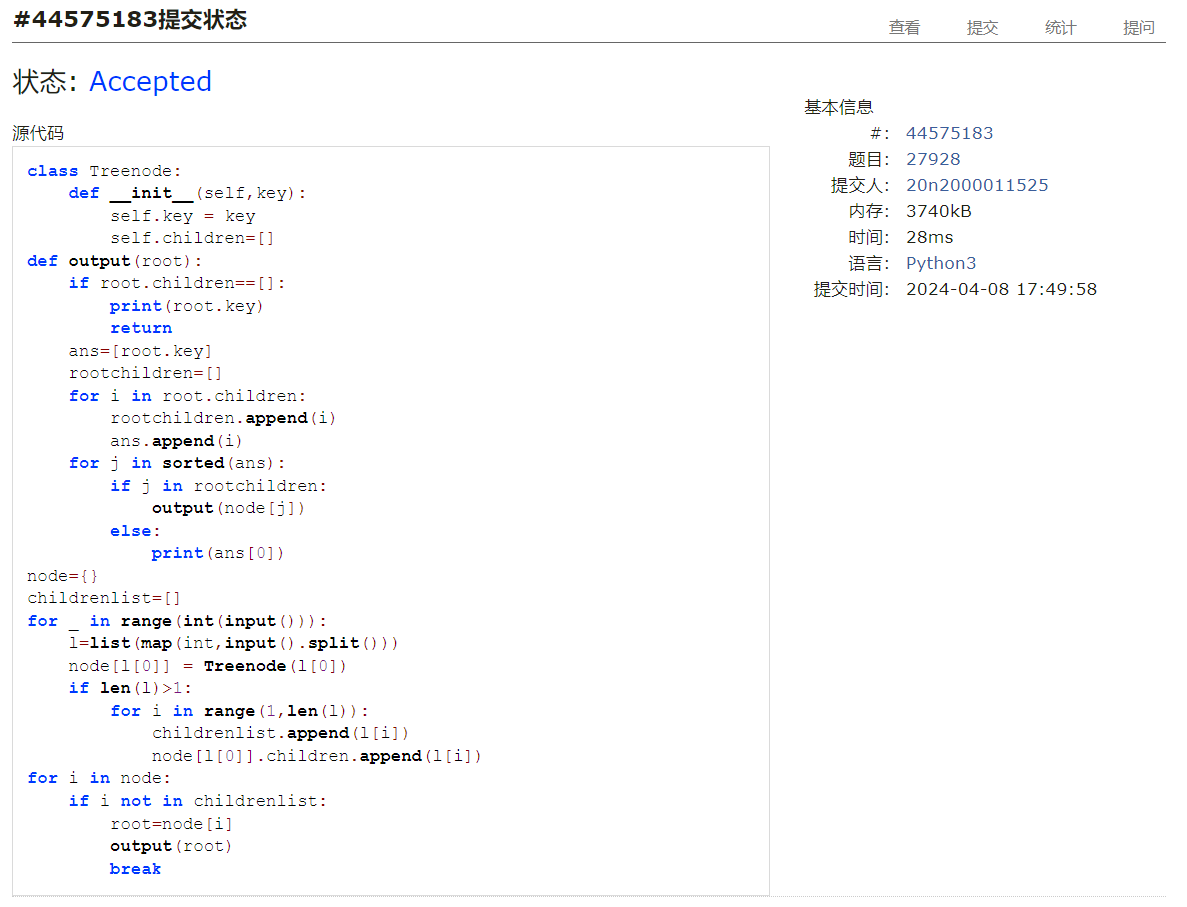 #44575183提交状态
查看 提交 统计 提问
状态: Accepted
源代码
class Treenode:
    def __init__(self,key):
        self.key = key
        self.children=[]
def output(root):
    if root.children==[]:
        print(root.key)
        return
    ans=[root.key]
    rootchildren=[]
    for i in root.children:
        rootchildren.append(i)
        ans.append(i)
    for j in sorted(ans):
        if j in rootchildren:
            output(node[j])
        else:
            print(ans[0])
node={}
childrenlist=[]
for _ in range(int(input())):
    l=list(map(int,input().split()))
    node[l[0]] = Treenode(l[0])
    if len(l)>1:
        for i in range(1,len(l)):
            childrenlist.append(l[i])
            node[l[0]].children.append(l[i])
for i in node:
    if i not in childrenlist:
        root=node[i]
        output(root)
        break
基本信息
#: 44575183
题目: 27928
提交人: 20n2000011525
内存: 3740kB
时间: 28ms
语言: Python3
提交时间: 2024-04-08 17:49:58